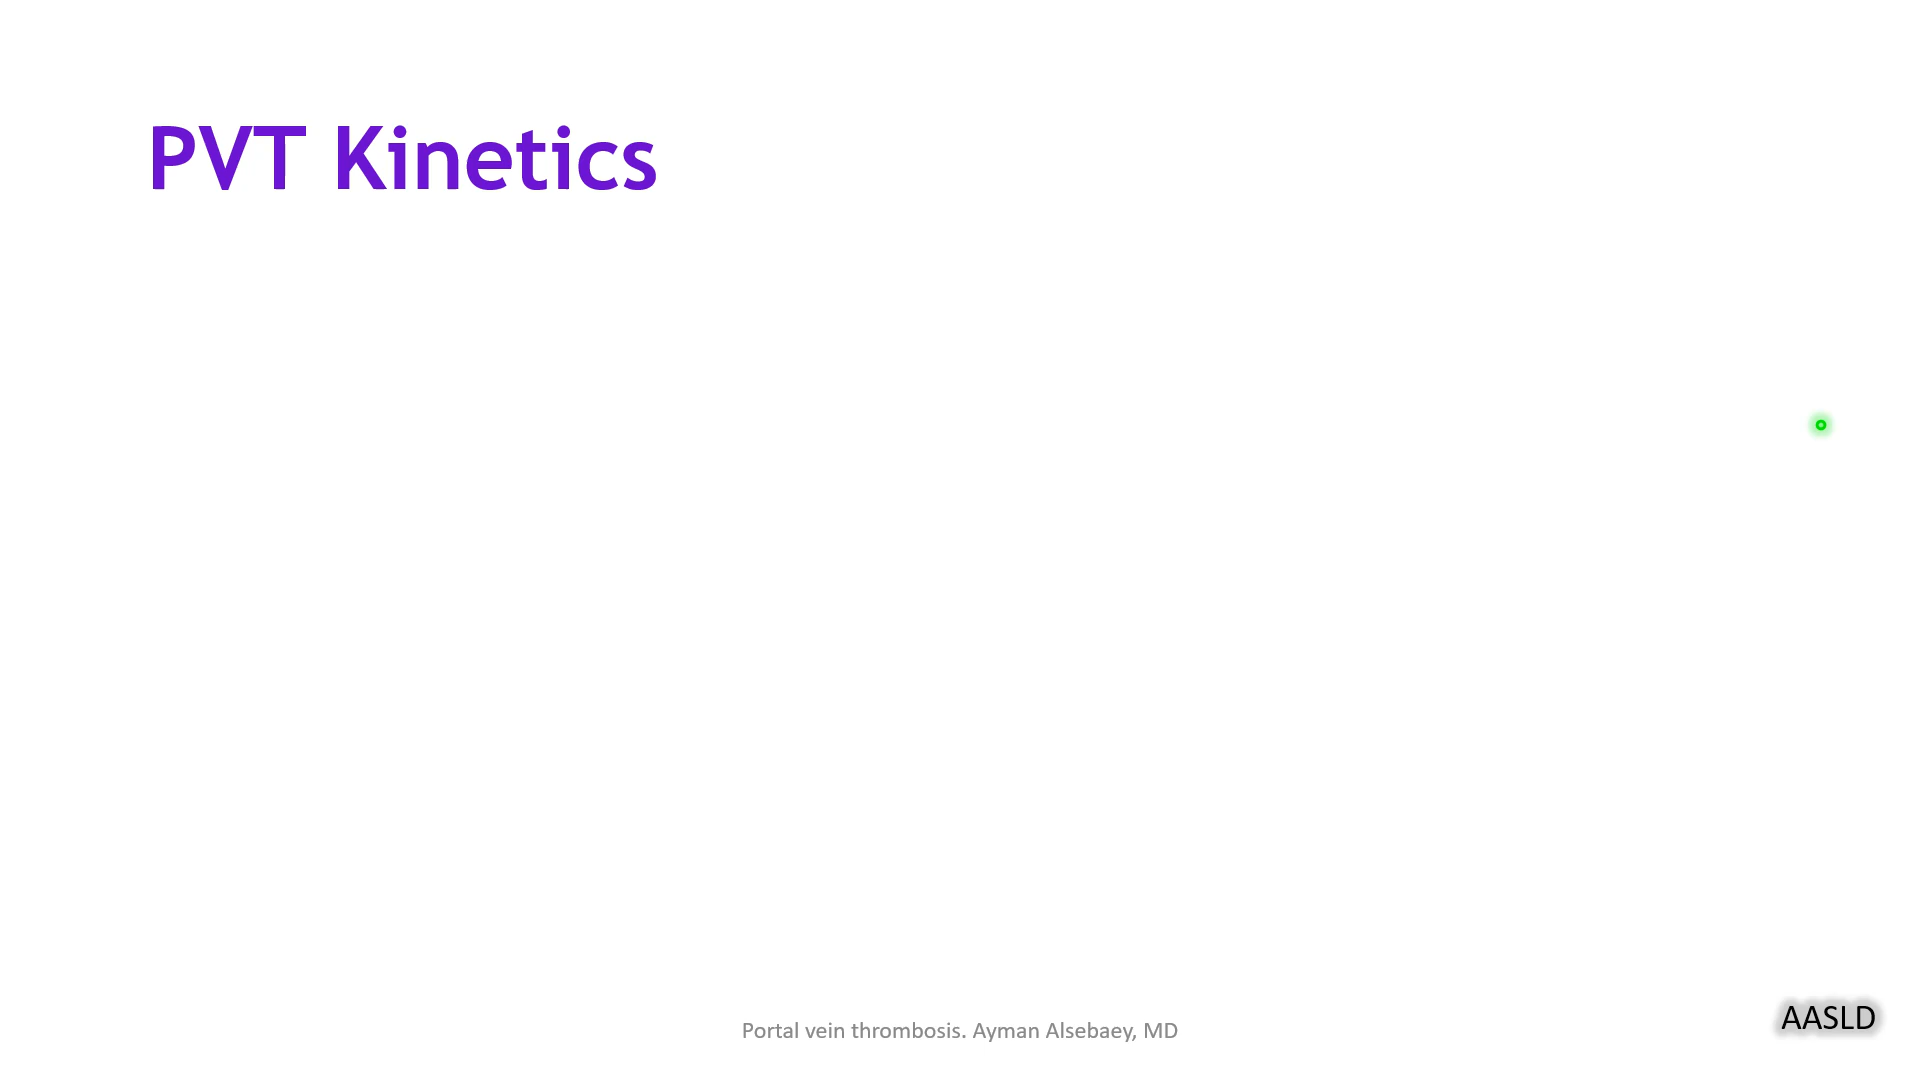 PVT Kinetics
Portal vein thrombosis. Ayman Alsebaey, MD
AASLD